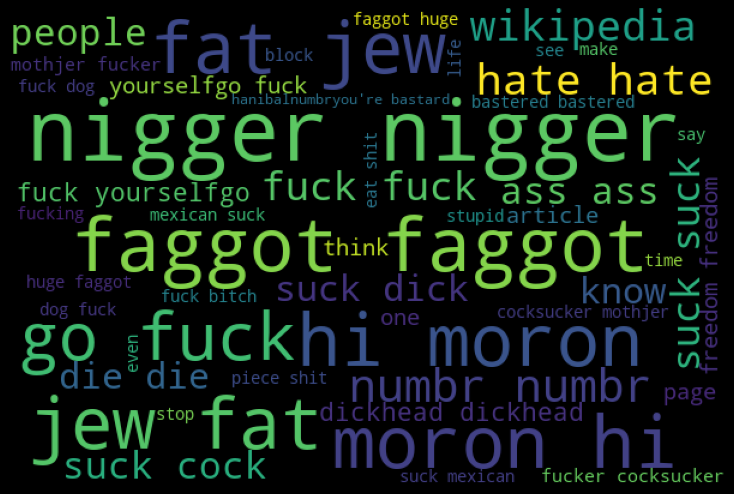 faggot huge
people
fat jew
wikipedia
block
life
see
make
mothjer fucker
hate hate
fuck dog
yourselfgo fuck
hanibalnumbryou're bastard
bastered bastered
nigger nigger
say
eat shit
fuck yourselfgo
fuck fuck
ass ass
suck suck
fucking
mexican suck
stupid
article
freedom freedom
faggot faggot
think
time
huge faggot
fuck bitch
suck dick
know
dog fuck
one
cocksucker mothjer
go fuck
hi moron
even
die die
piece shit
numbr numbr
page
jew fat
stop
dickhead dickhead
moron hi
suck cock
suck mexican
fucker cocksucker